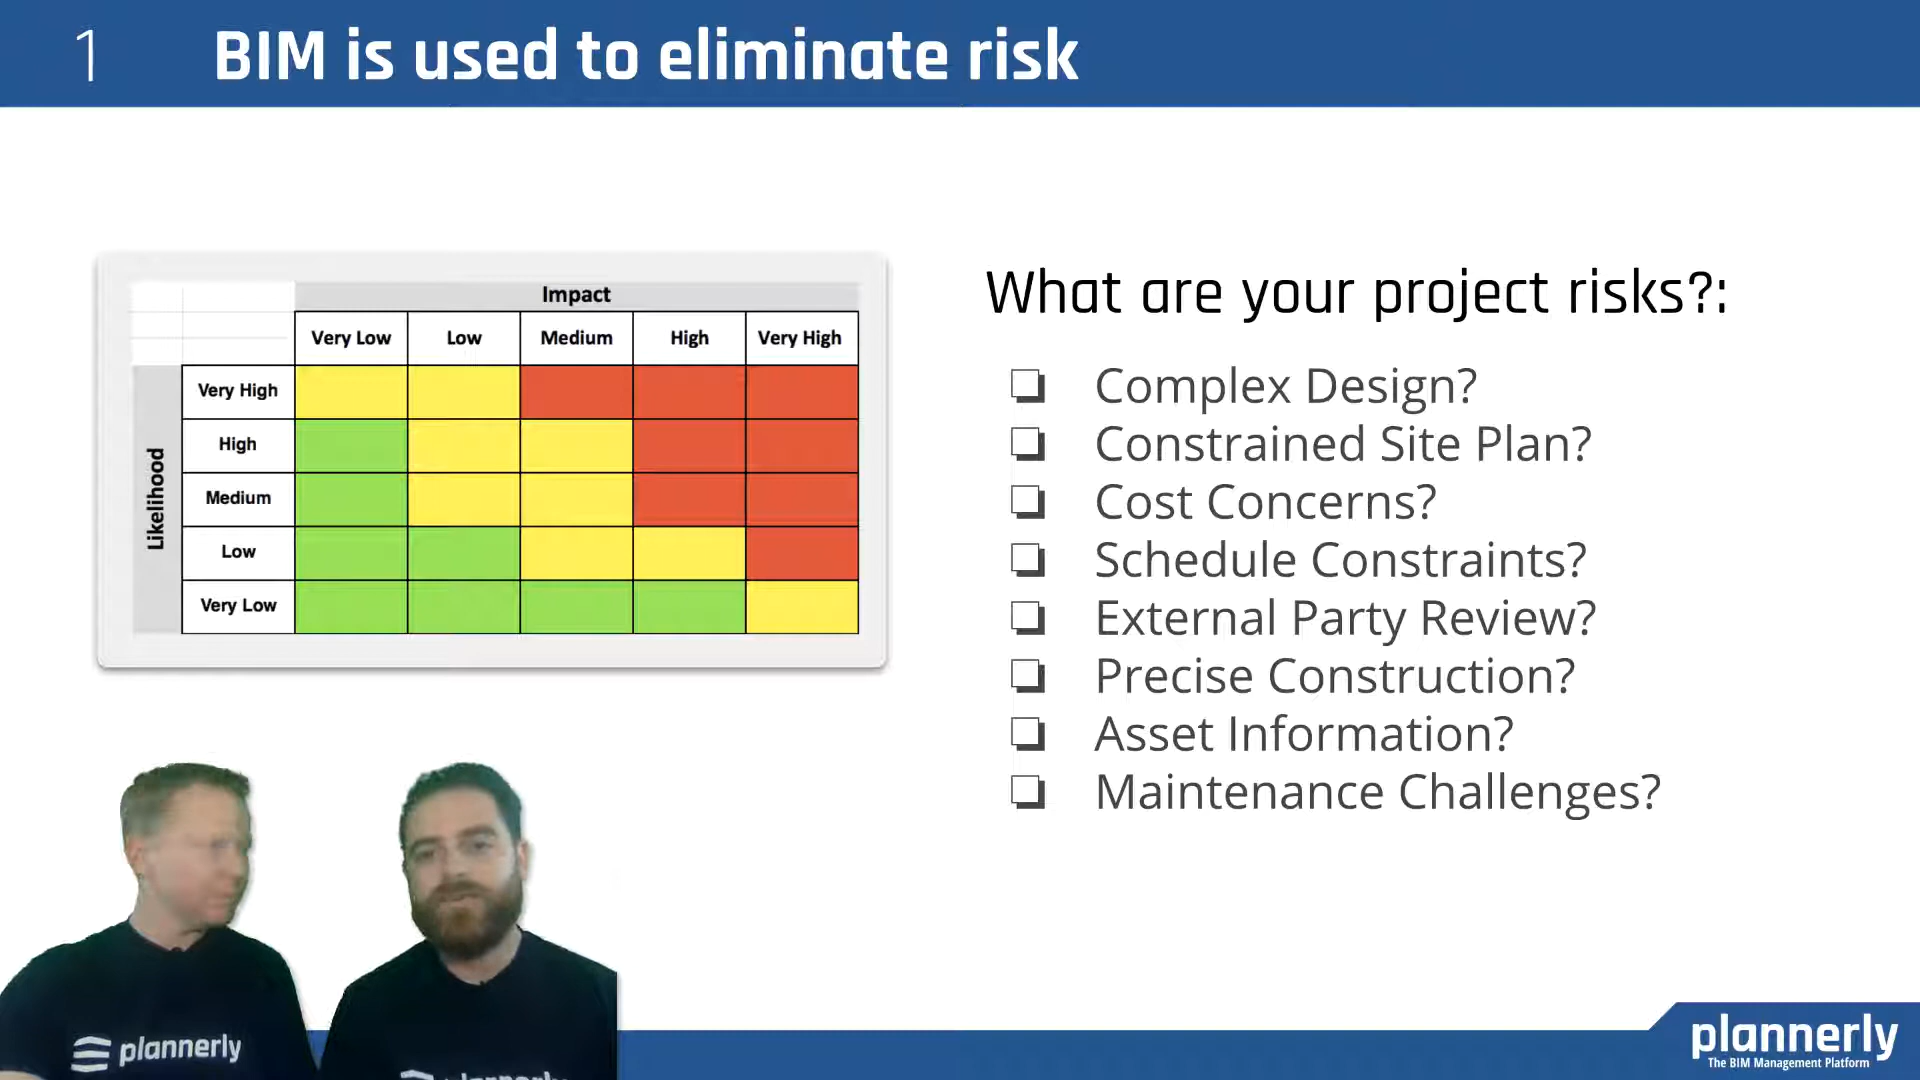 1 BIM is used to eliminate risk
Impact
Very Low Low Medium High Very High
Likelihood
Very High
High
Medium
Low
Very Low
What are your project risks?:
Complex Design?
Constrained Site Plan?
Cost Concerns?
Schedule Constraints?
External Party Review?
Precise Construction?
Asset Information?
Maintenance Challenges?
plannerly
plannerly
plannerly
The BIM Management Platform